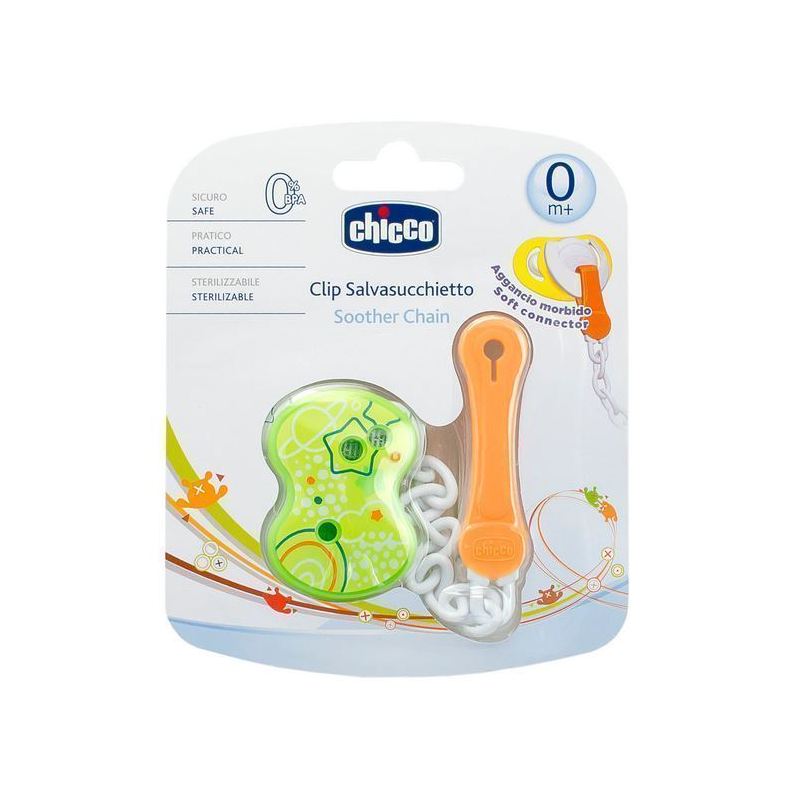 SICURO
SAFE
PRATICO
PRACTICAL
STERILIZZABILE
STERILIZABLE
0%
BPA
chicco
Clip Salvasucchietto
Soother Chain
0
m+
Aggancio morbido
Soft connector
chicco